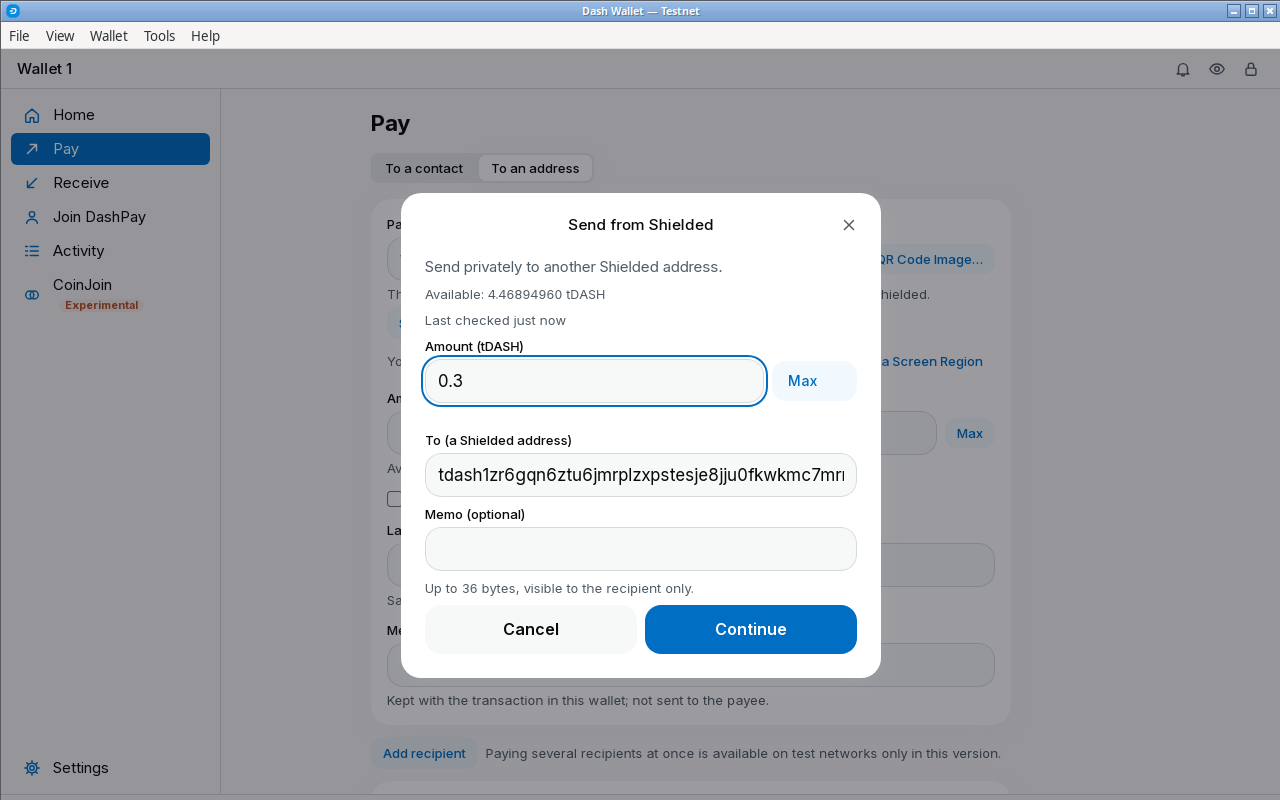 Dash Wallet — Testnet
File View Wallet Tools Help
Wallet 1
Home
Pay
Receive
Join DashPay
Activity
CoinJoin
Experimental
Settings
Pay
To a contact To an address
QR Code Image...
hielded.
a Screen Region
Max
Send from Shielded
Send privately to another Shielded address.
Available: 4.46894960 tDASH
Last checked just now
Amount (tDASH)
0.3
Max
To (a Shielded address)
tdash1zr6gqn6ztu6jmrplzxpstesje8jju0fkwkmc7mr
Memo (optional)
Up to 36 bytes, visible to the recipient only.
Cancel
Continue
Kept with the transaction in this wallet; not sent to the payee.
Add recipient Paying several recipients at once is available on test networks only in this version.